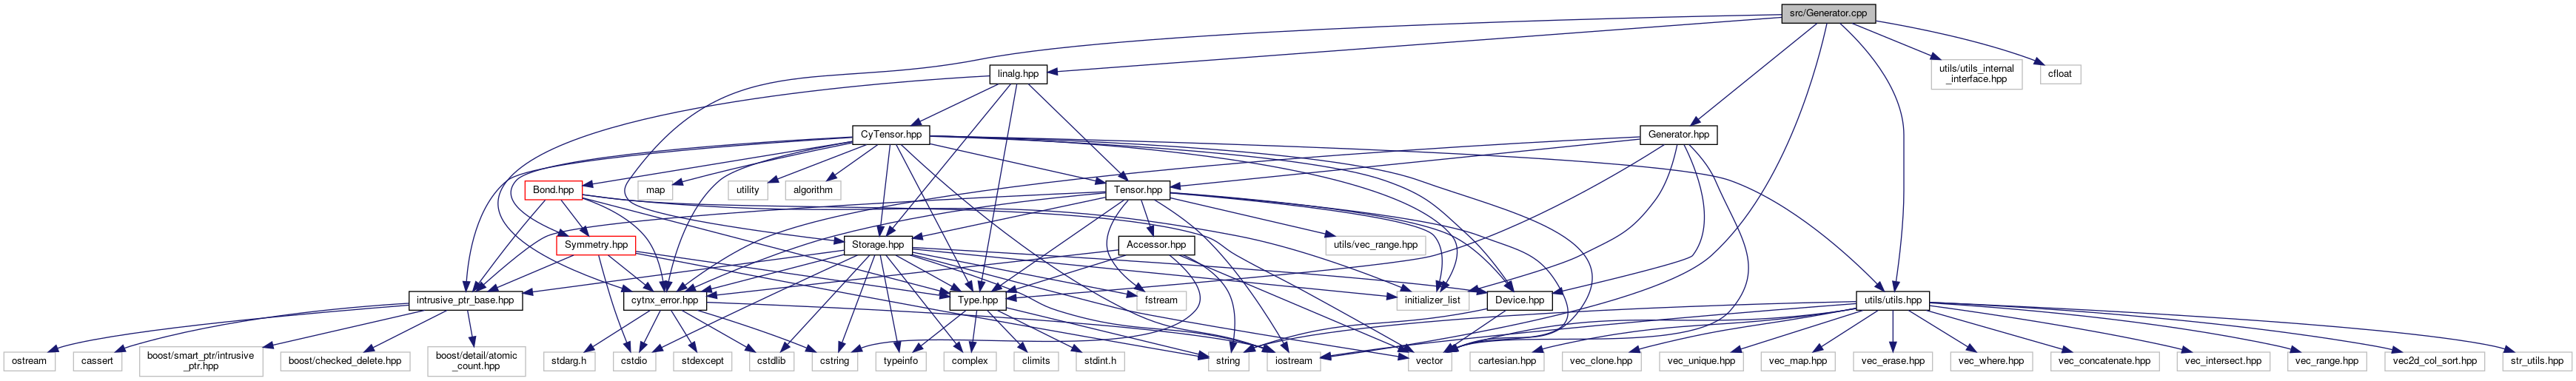 src/Generator.cpp
linalg.hpp
utils/utils_internal
_interface.hpp
cfloat
CyTensor.hpp
Generator.hpp
Bond.hpp
map
utility
algorithm
Tensor.hpp
Symmetry.hpp
Storage.hpp
Accessor.hpp
utils/vec_range.hpp
intrusive_ptr_base.hpp
cytnx_error.hpp
Type.hpp
fstream
initializer_list
Device.hpp
utils/utils.hpp
ostream
cassert
boost/smart_ptr/intrusive
_ptr.hpp
boost/checked_delete.hpp
boost/detail/atomic
_count.hpp
stdarg.h
cstdio
stdexcept
cstdlib
cstring
typeinfo
complex
climits
stdint.h
string
iostream
vector
cartesian.hpp
vec_clone.hpp
vec_unique.hpp
vec_map.hpp
vec_erase.hpp
vec_where.hpp
vec_concatenate.hpp
vec_intersect.hpp
vec_range.hpp
vec2d_col_sort.hpp
str_utils.hpp